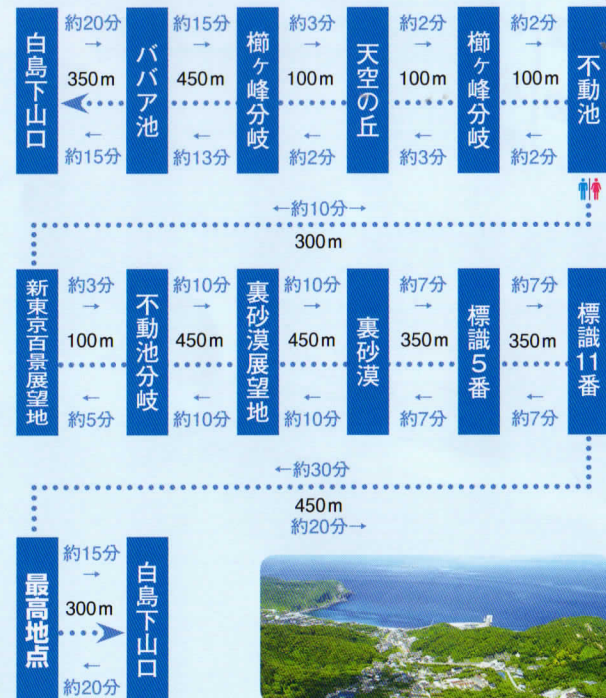 白島下山口
約20分
→
350m
←
約15分
ババア池
約15分
→
450m
←
約13分
櫛ヶ峰分岐
約3分
→
100m
←
約2分
天空の丘
約2分
→
100m
←
約3分
櫛ヶ峰分岐
約2分
→
100m
←
約2分
不動池
←約10分→
300m
新東京百景展望地
約3分
→
100m
←
約5分
不動池分岐
約10分
→
450m
←
約10分
裏砂漠展望地
約10分
→
450m
←
約10分
裏砂漠
約7分
→
350m
←
約7分
標識5番
約7分
→
350m
←
約7分
標識11番
←約30分
450m
約20分→
最高地点
約15分
→
300m
←
約20分
白島下山口